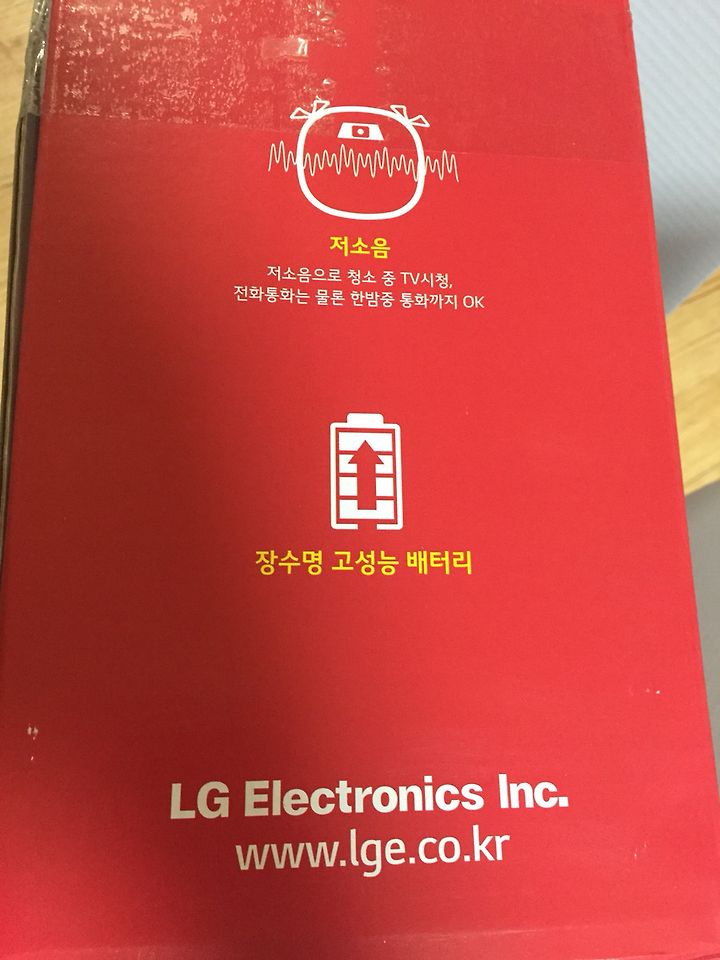 저소음
저소음으로 청소 중 TV시청,
전화통화는 물론 한밤중 통화까지 OK
장수명 고성능 배터리
LG Electronics Inc.
www.lge.co.kr